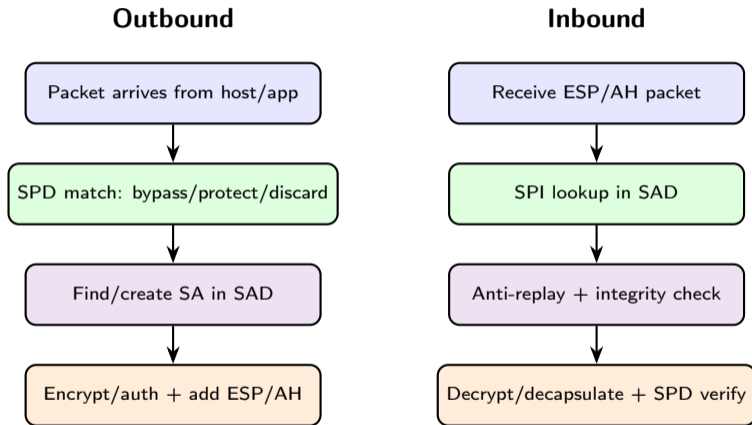 Outbound
Packet arrives from host/app
SPD match: bypass/protect/discard
Find/create SA in SAD
Encrypt/auth + add ESP/AH
Inbound
Receive ESP/AH packet
SPI lookup in SAD
Anti-replay + integrity check
Decrypt/decapsulate + SPD verify